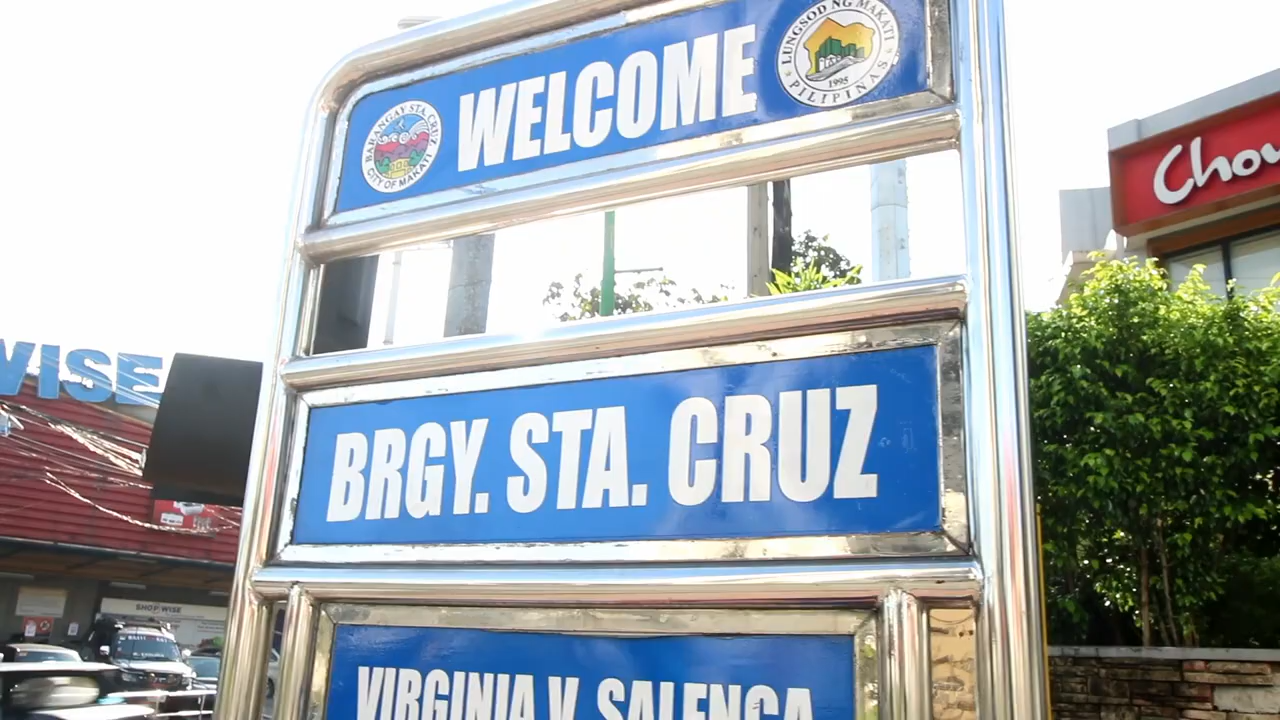 WELCOME
BARANGAY STA. CRUZ
CITY OF MAKATI
LUNGSOD NG MAKATI
1995
PILIPINAS
BRGY. STA. CRUZ
VIRGINIA V. SALENGA
WISE
SHOPWISE
Chow